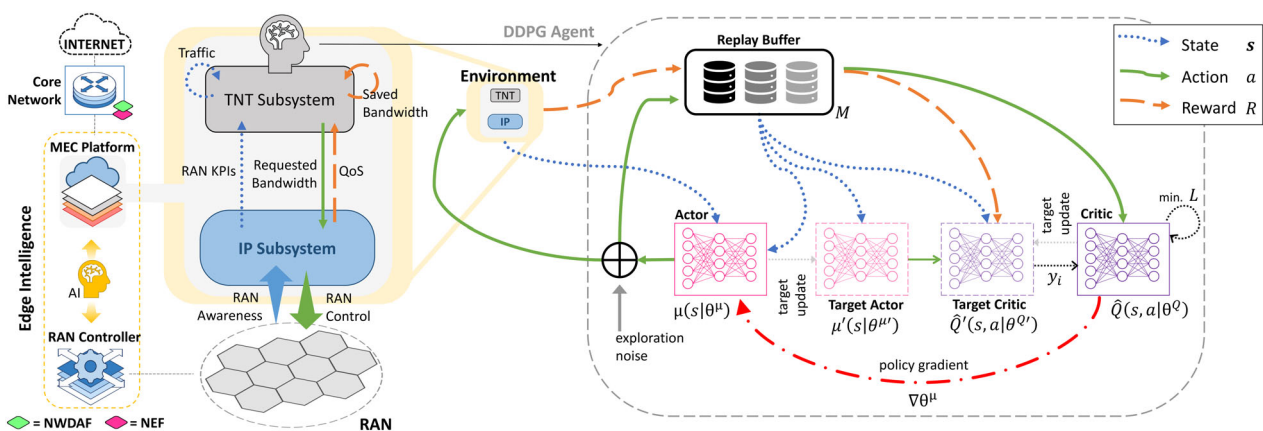 INTERNET
Core
Network
MEC Platform
Edge Intelligence
AI
RAN Controller
= NWDAF
= NEF
Traffic
TNT Subsystem
Saved
Bandwidth
RAN KPIs
Requested
Bandwidth
QoS
IP Subsystem
RAN
Awareness
RAN
Control
RAN
DDPG Agent
Environment
TNT
IP
Replay Buffer
M
State s
Action a
Reward R
Actor
μ(s|θ^μ)
target
update
exploration
noise
Target Actor
μ′(s|θ^μ′)
Target Critic
Q̂′(s, a|θ^Q′)
y_i
target
update
Critic
min. L
Q̂(s, a|θ^Q)
policy gradient
∇θ^μ